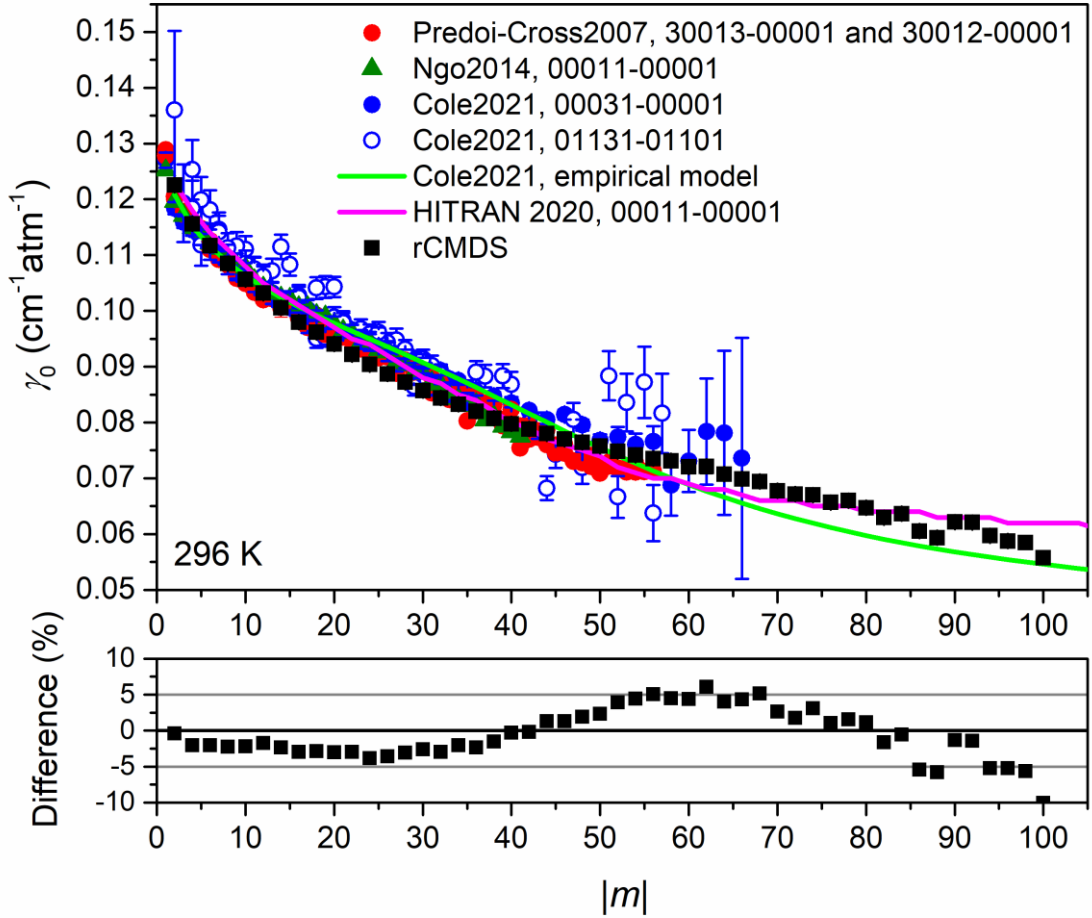 Predoi-Cross2007, 30013-00001 and 30012-00001
Ngo2014, 00011-00001
Cole2021, 00031-00001
Cole2021, 01131-01101
Cole2021, empirical model
HITRAN 2020, 00011-00001
rCMDS
γ₀ (cm⁻¹atm⁻¹)
0.15
0.14
0.13
0.12
0.11
0.10
0.09
0.08
0.07
0.06
0.05
296 K
0 10 20 30 40 50 60 70 80 90 100
Difference (%)
10
5
0
-5
-10
0 10 20 30 40 50 60 70 80 90 100
|m|